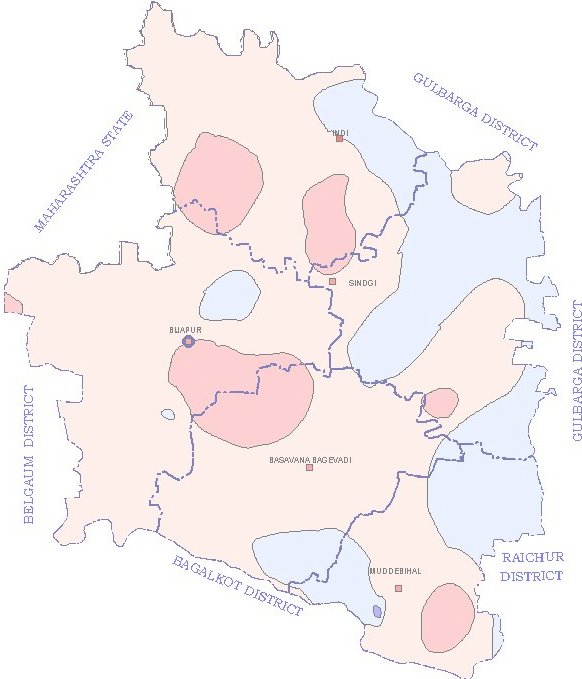 GULBARGA DISTRICT
MAHARASHTRA STATE
INDI
SINDGI
BIJAPUR
GULBARGA DISTRICT
BELGAUM DISTRICT
BASAVANA BAGEVADI
MUDDEBIHAL
RAICHUR
DISTRICT
BAGALKOT DISTRICT